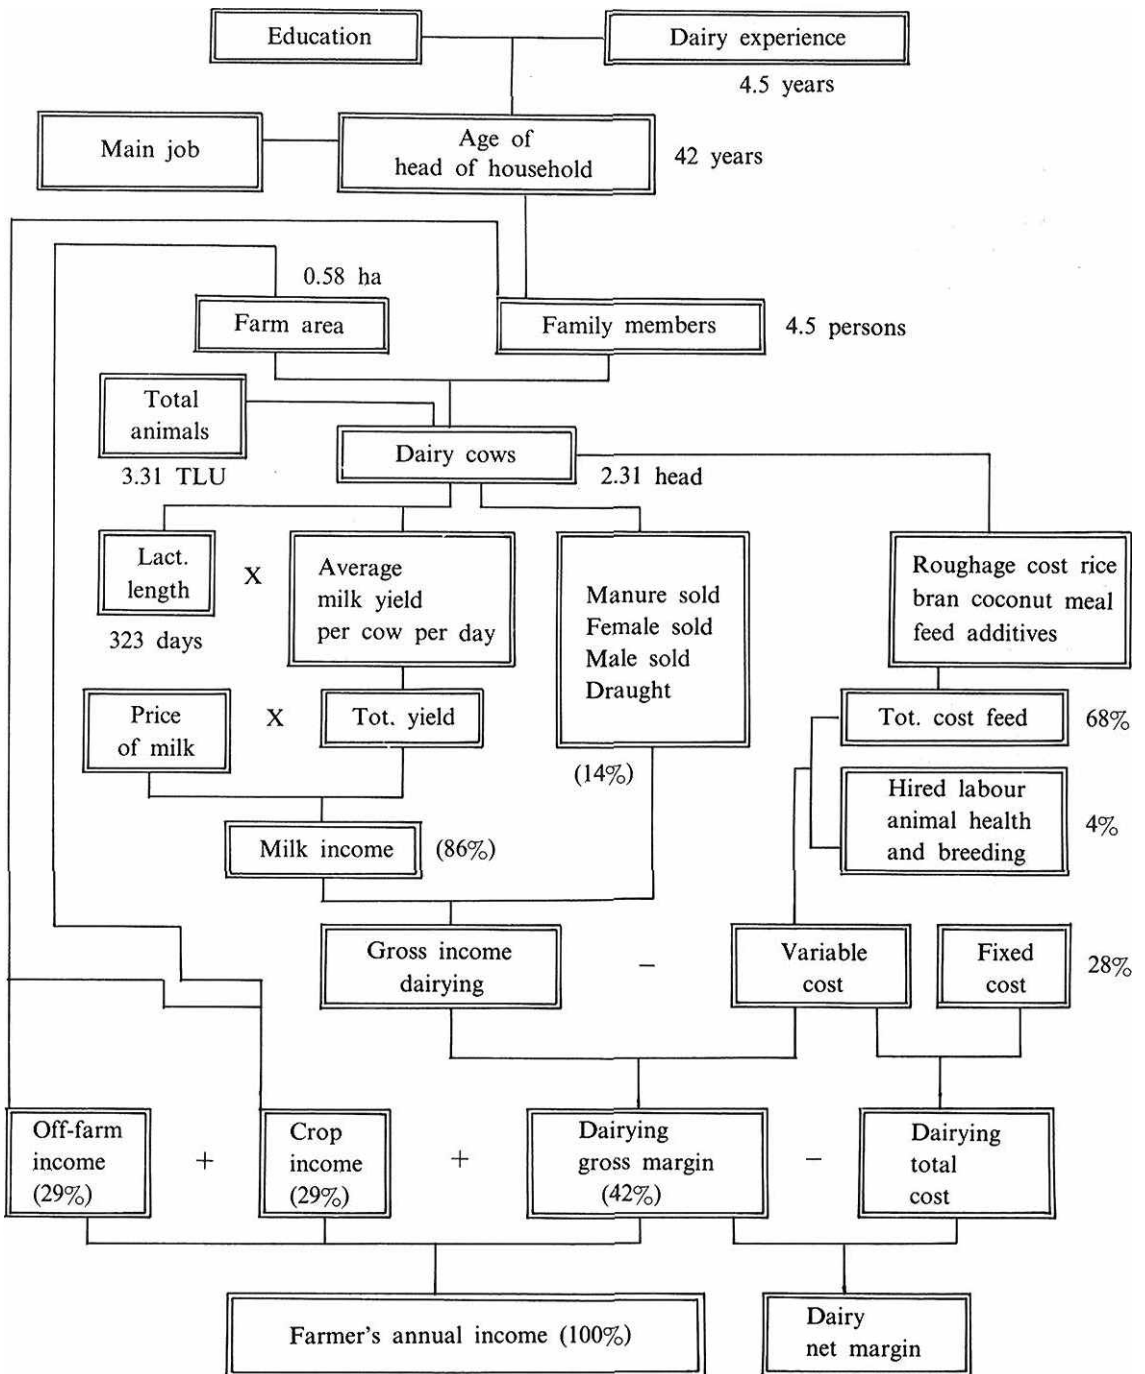 Education
Dairy experience
4.5 years
Main job
Age of
head of household
42 years
0.58 ha
Farm area
Family members
4.5 persons
Total
animals
3.31 TLU
Dairy cows
2.31 head
Lact.
length
323 days
X
Average
milk yield
per cow per day
Manure sold
Female sold
Male sold
Draught
(14%)
Roughage cost rice
bran coconut meal
feed additives
Price
of milk
X
Tot. yield
Tot. cost feed
68%
Hired labour
animal health
and breeding
4%
Milk income
(86%)
Gross income
dairying
–
Variable
cost
Fixed
cost
28%
Off-farm
income
(29%)
+
Crop
income
(29%)
+
Dairying
gross margin
(42%)
–
Dairying
total
cost
Farmer's annual income (100%)
Dairy
net margin